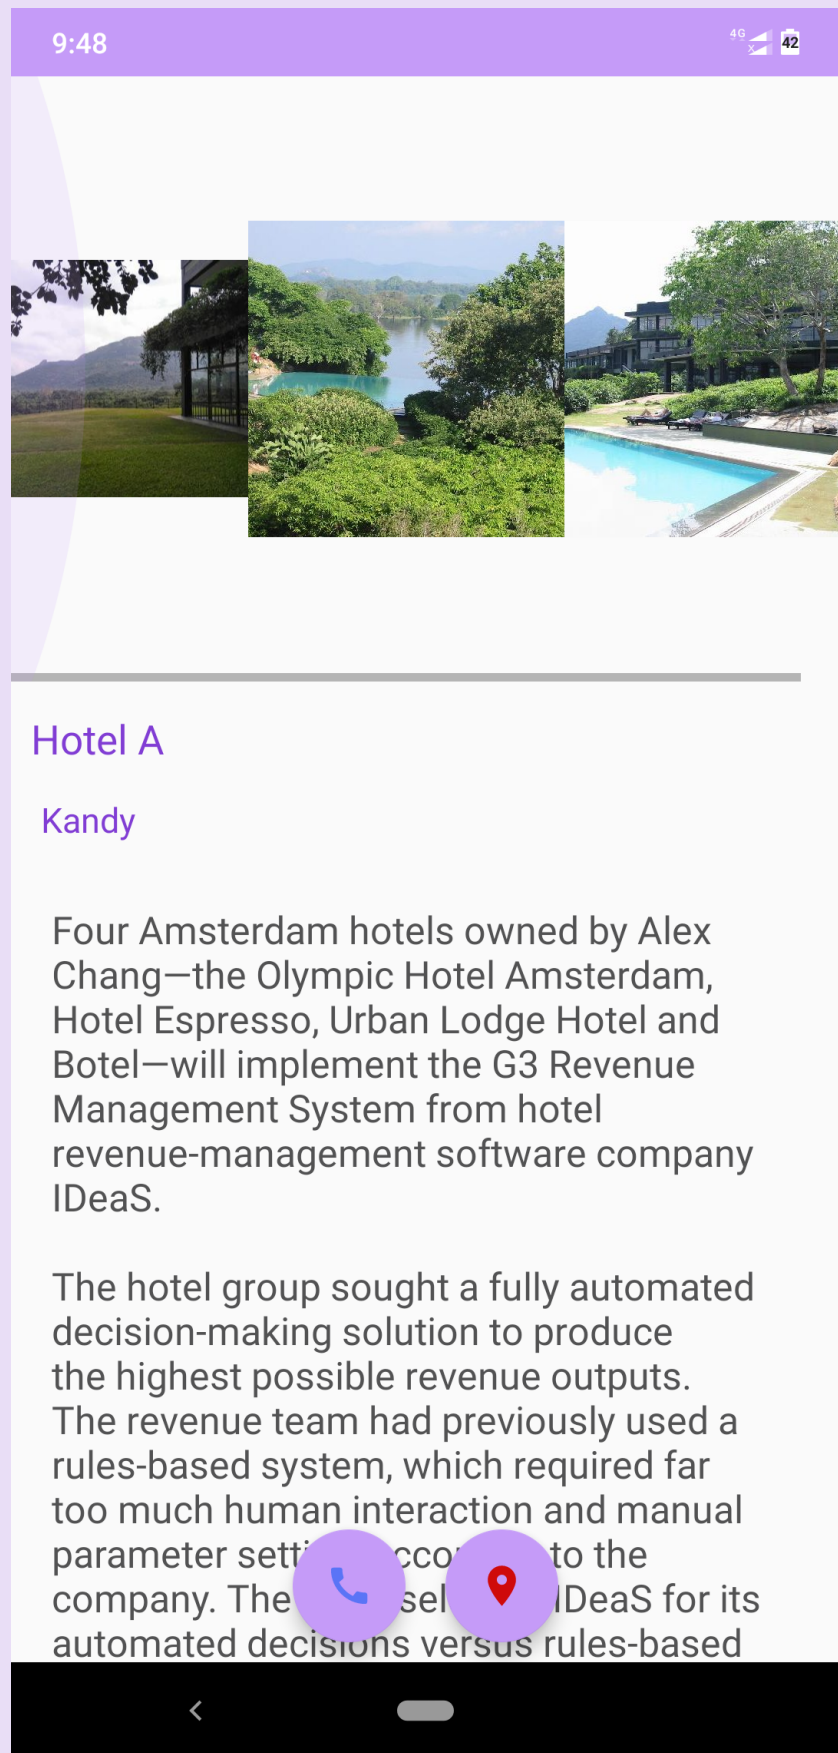 9:48
4G
x
42
Hotel A
Kandy
Four Amsterdam hotels owned by Alex
Chang—the Olympic Hotel Amsterdam,
Hotel Espresso, Urban Lodge Hotel and
Botel—will implement the G3 Revenue
Management System from hotel
revenue-management software company
IDeaS.
The hotel group sought a fully automated
decision-making solution to produce
the highest possible revenue outputs.
The revenue team had previously used a
rules-based system, which required far
too much human interaction and manual
parameter to the
company. The IDeaS for its
automated decisions versus rules-based